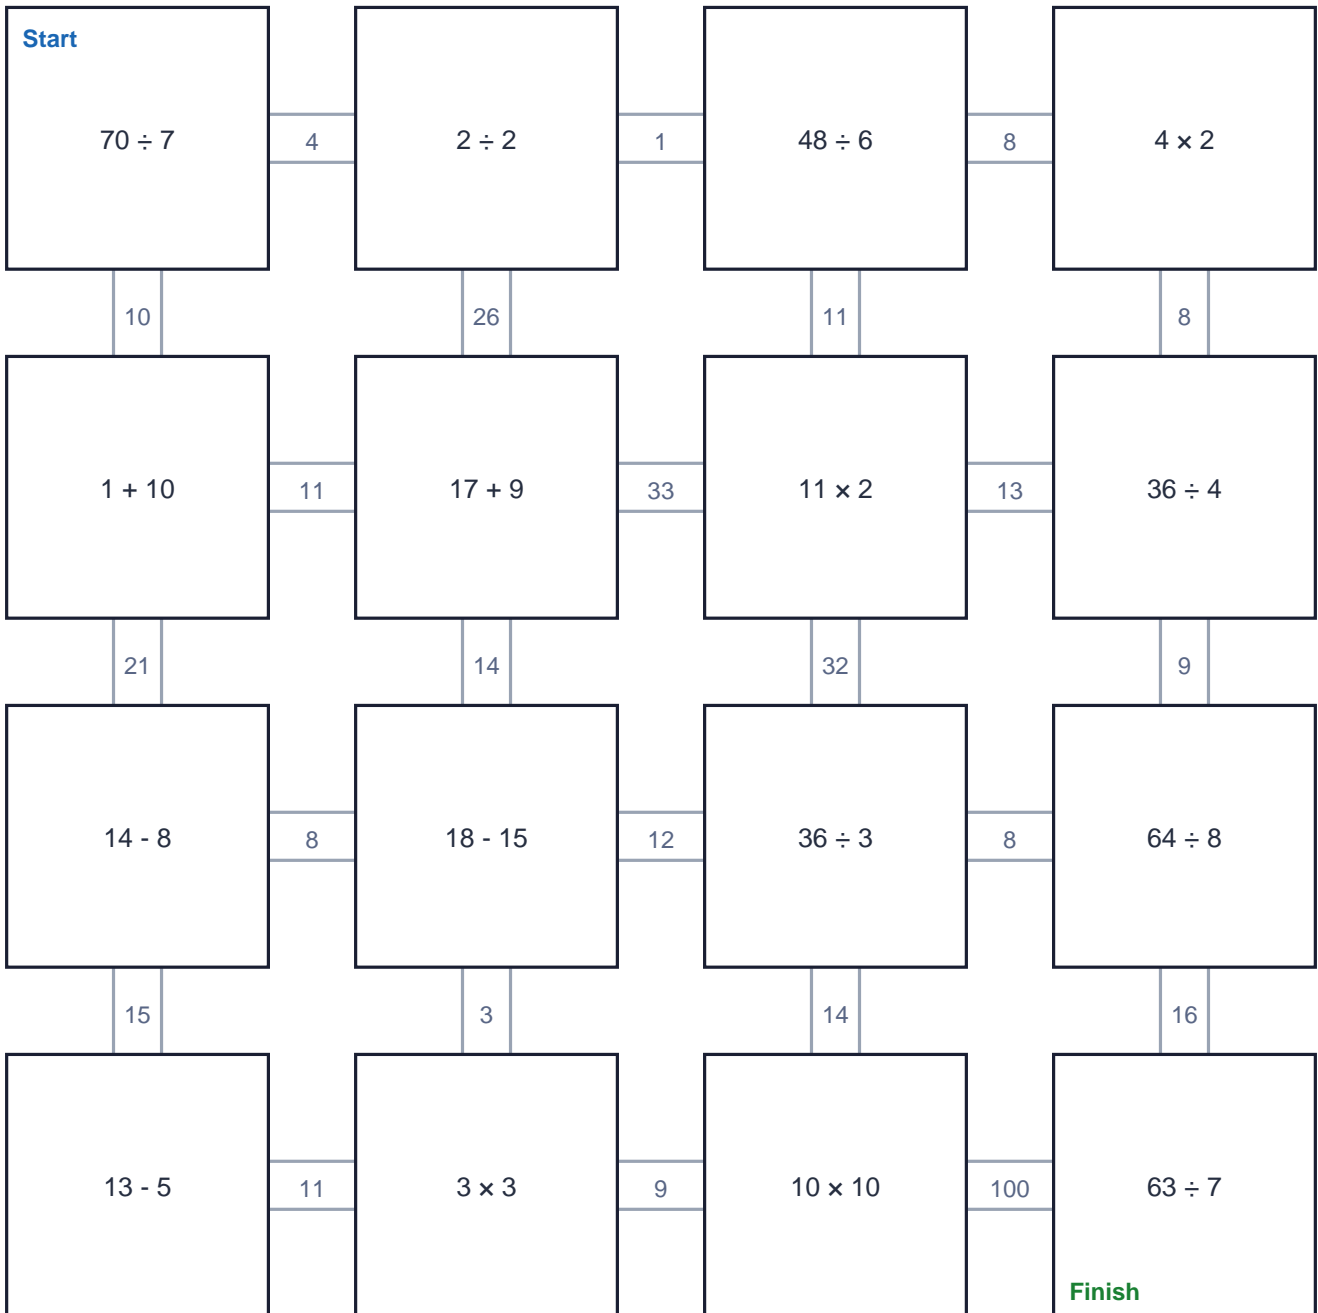 Start
70 ÷ 7 4 2 ÷ 2 1 48 ÷ 6 8 4 × 2
10 26 11 8
1 + 10 11 17 + 9 33 11 × 2 13 36 ÷ 4
21 14 32 9
14 - 8 8 18 - 15 12 36 ÷ 3 8 64 ÷ 8
15 3 14 16
13 - 5 11 3 × 3 9 10 × 10 100 63 ÷ 7
Finish